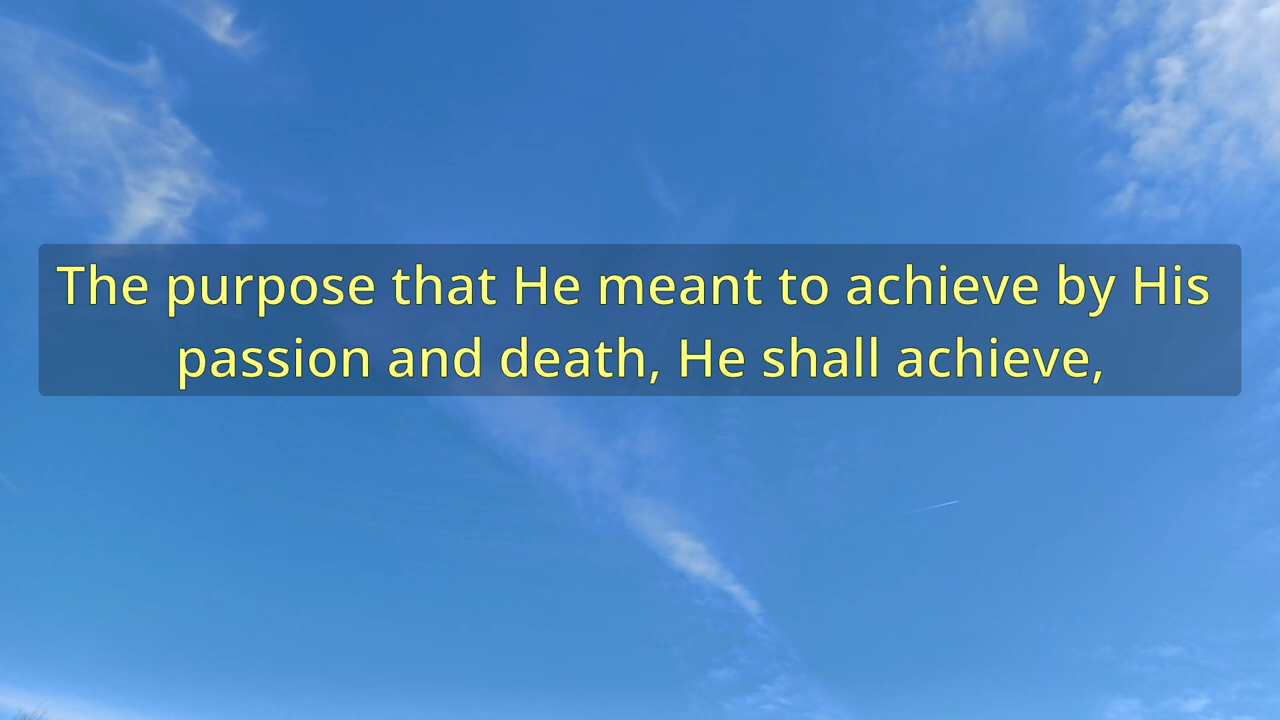 The purpose that He meant to achieve by His
passion and death, He shall achieve,